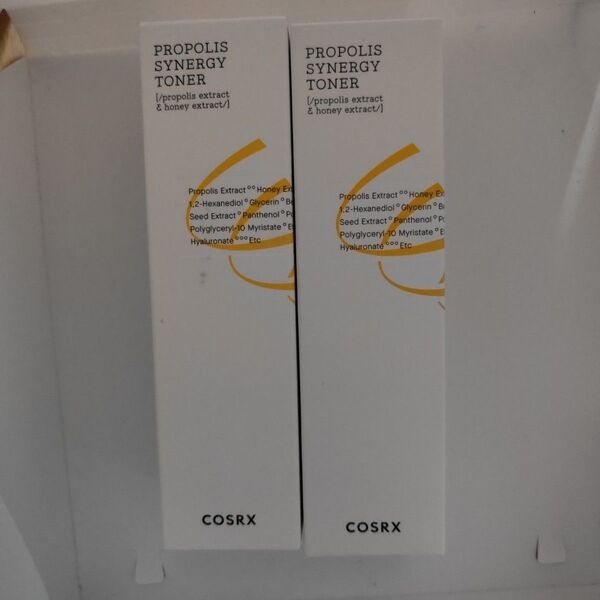 PROPOLIS
SYNERGY
TONER
[/propolis extract
& honey extract/]
Propolis Extract°° Honey
1,2-Hexanediol° Glycerin°
Seed Extract° Panthenol°
Polyglyceryl-10 Myristate°
Hyaluronate°°° Etc
COSRX
PROPOLIS
SYNERGY
TONER
[/propolis extract
& honey extract/]
Propolis Extract°° Honey
1,2-Hexanediol° Glycerin°
Seed Extract° Panthenol°
Polyglyceryl-10 Myristate°
Hyaluronate°°° Etc
COSRX